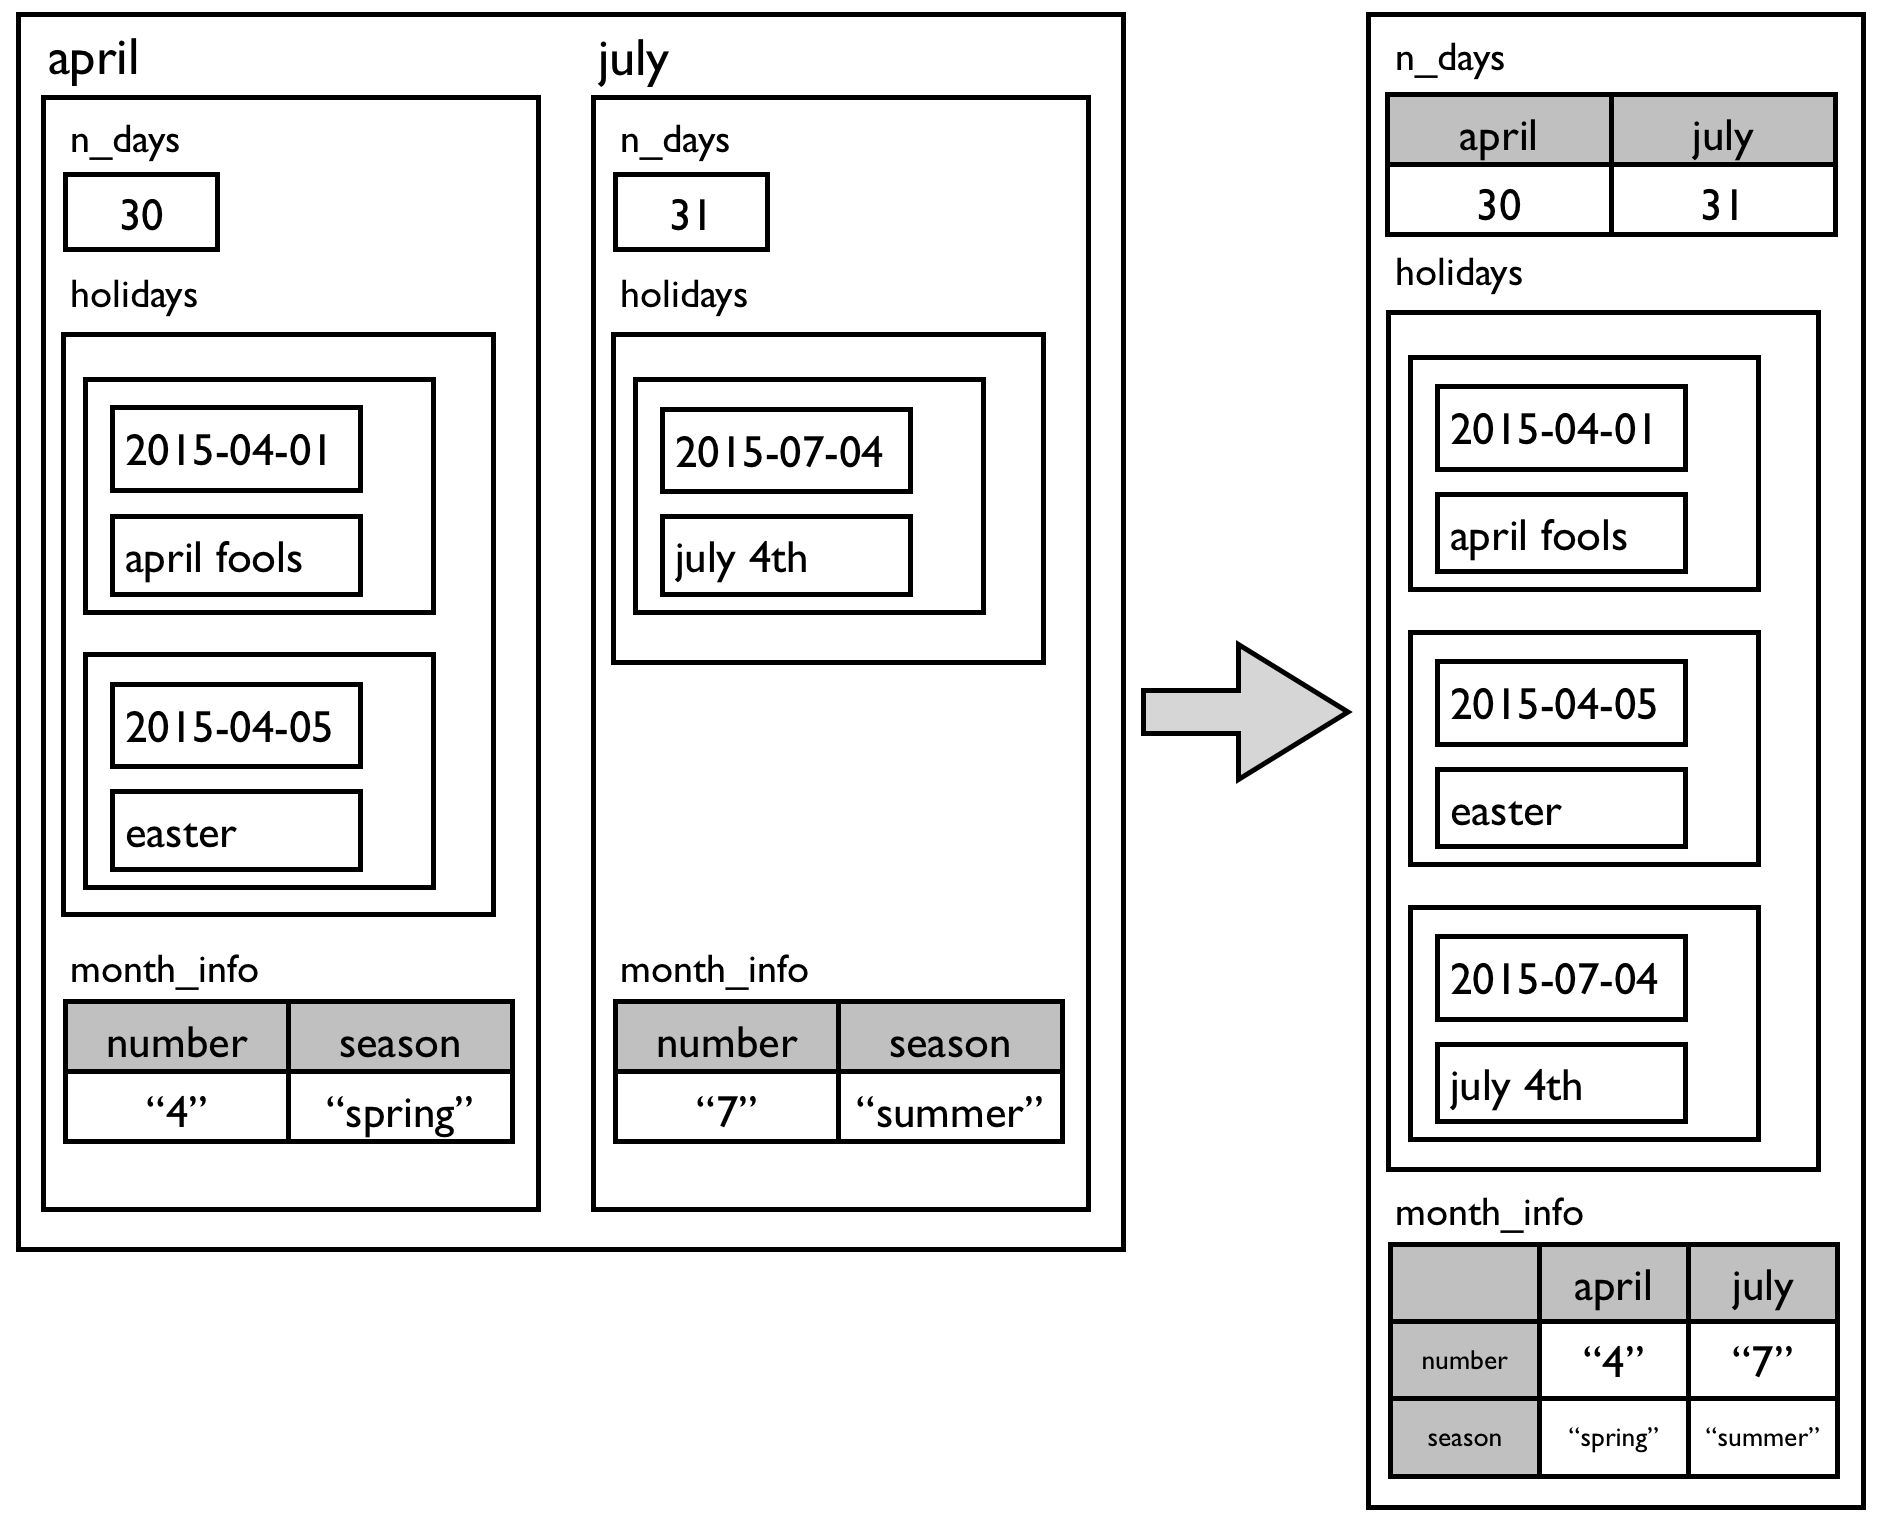 april
n_days
30
holidays
2015-04-01
april fools
2015-04-05
easter
month_info
number season
“4” “spring”
july
n_days
31
holidays
2015-07-04
july 4th
month_info
number season
“7” “summer”
n_days
april july
30 31
holidays
2015-04-01
april fools
2015-04-05
easter
2015-07-04
july 4th
month_info
april july
number “4” “7”
season “spring” “summer”